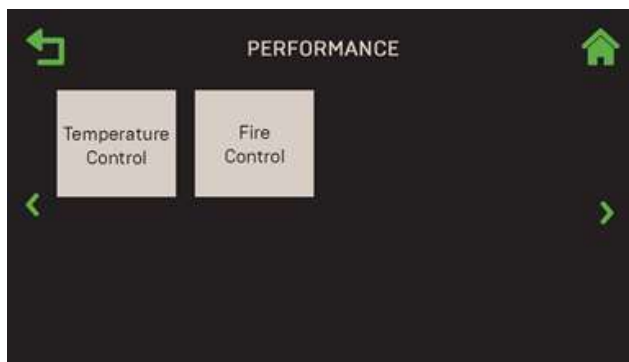 PERFORMANCE
Temperature
Control
Fire
Control